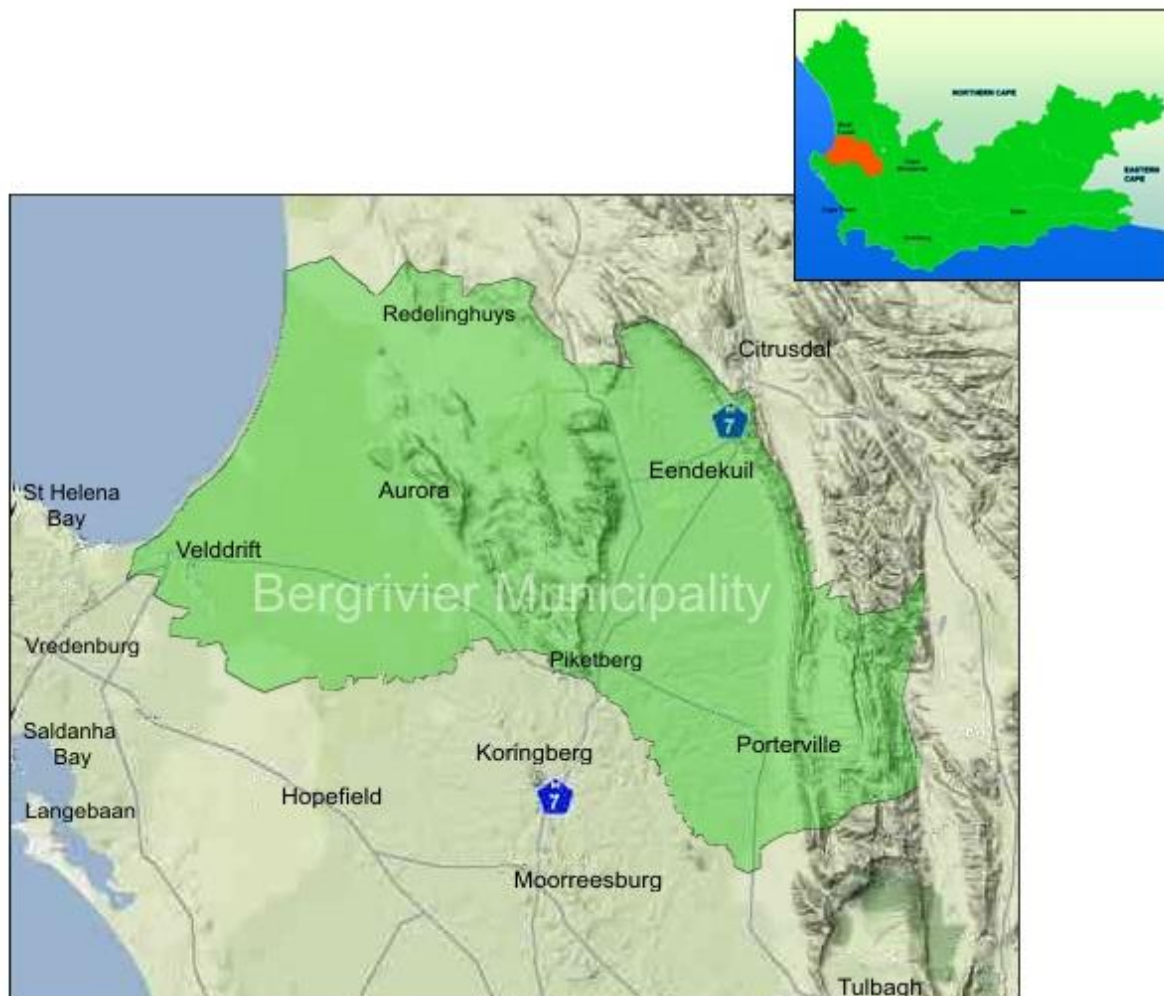 NORTHERN CAPE
EASTERN
CAPE
Redelinghuys
Citrusdal
7
Eendekuil
Aurora
St Helena
Bay
Velddrift
Bergrivier Municipality
Vredenburg
Piketberg
Saldanha
Bay
Koringberg
Porterville
7
Hopefield
Langebaan
Moorreesburg
Tulbagh